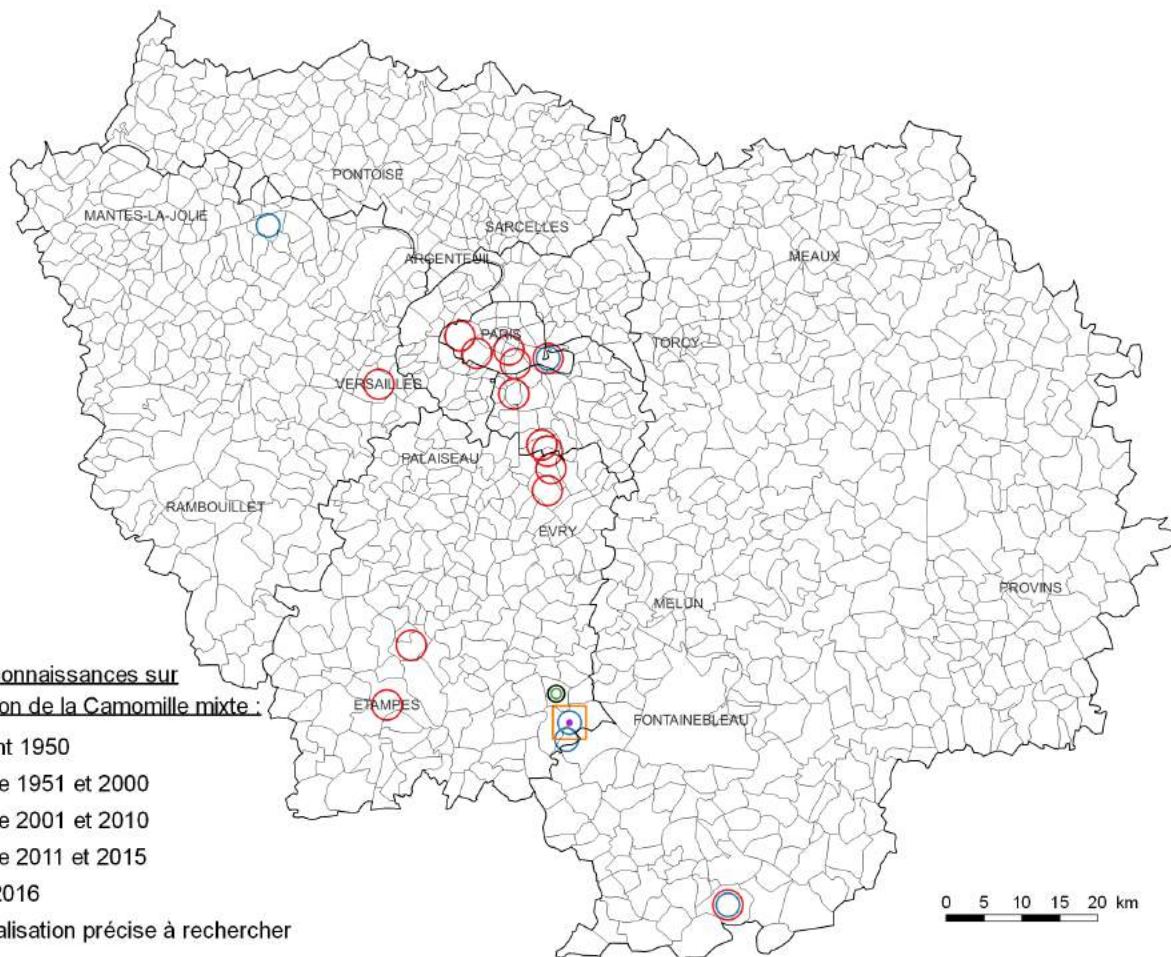 PONTOISE
MANTES-LA-JOLIE
SARCELLES
ARGENTEUIL
MEAUX
PARIS
TORCY
VERSAILLES
PALAISEAU
RAMBOUILLET
EVRY
MELUN
PROVINS
ETAMPES
FONTAINEBLEAU
onnaissances sur
on de la Camomille mixte :
nt 1950
e 1951 et 2000
e 2001 et 2010
e 2011 et 2015
2016
alisation précise à rechercher
0 5 10 15 20 km